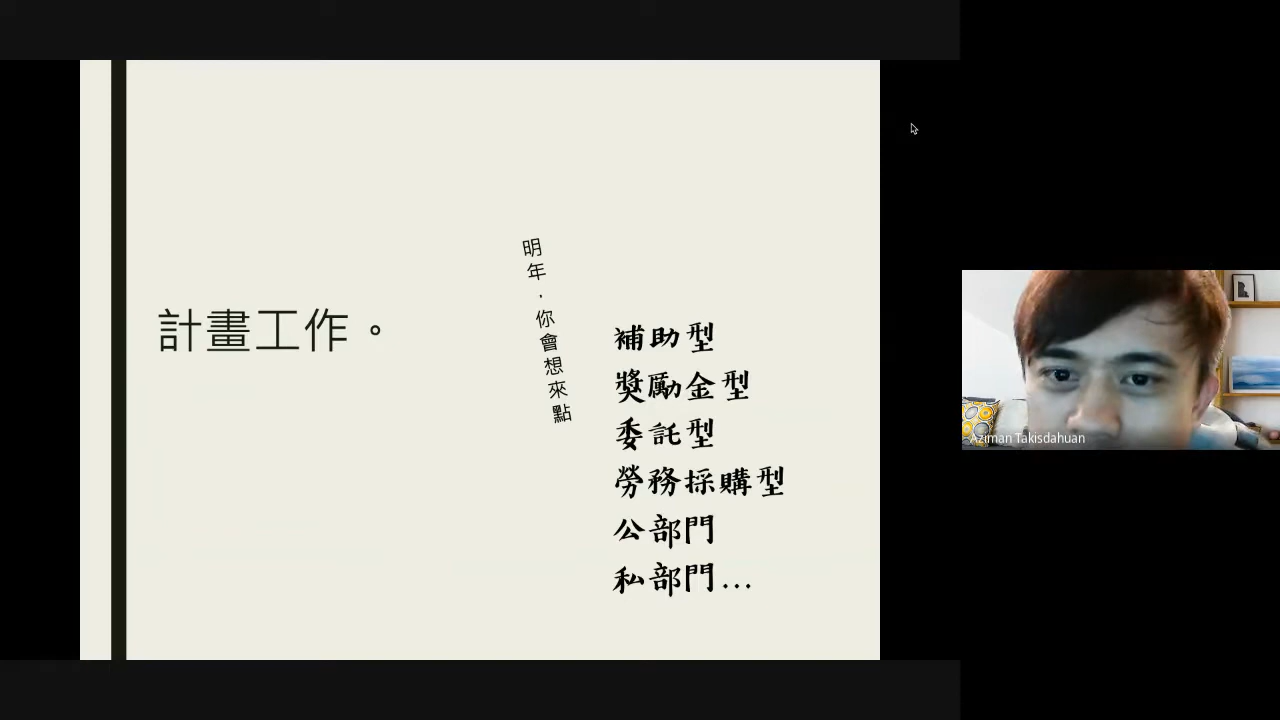 計畫工作。
明年，你會想來點
補助型
獎勵金型
委託型
勞務採購型
公部門
私部門...
Aziman Takisdahuan